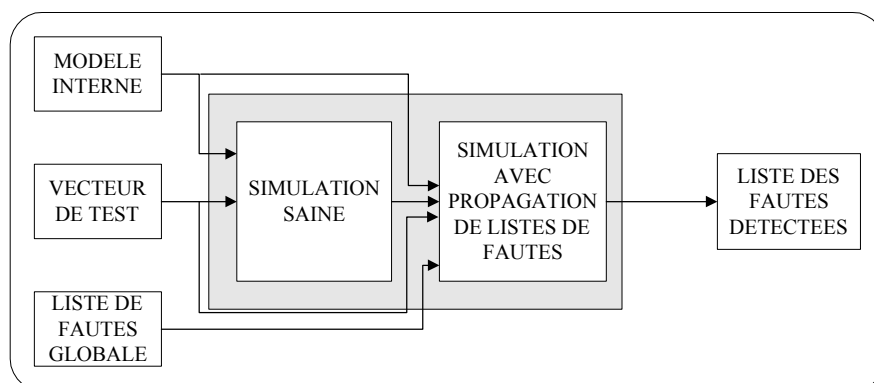 MODELE
INTERNE
VECTEUR
DE TEST
LISTE DE
FAUTES
GLOBALE
SIMULATION
SAINE
SIMULATION
AVEC
PROPAGATION
DE LISTES DE
FAUTES
LISTE DES
FAUTES
DETECTEES